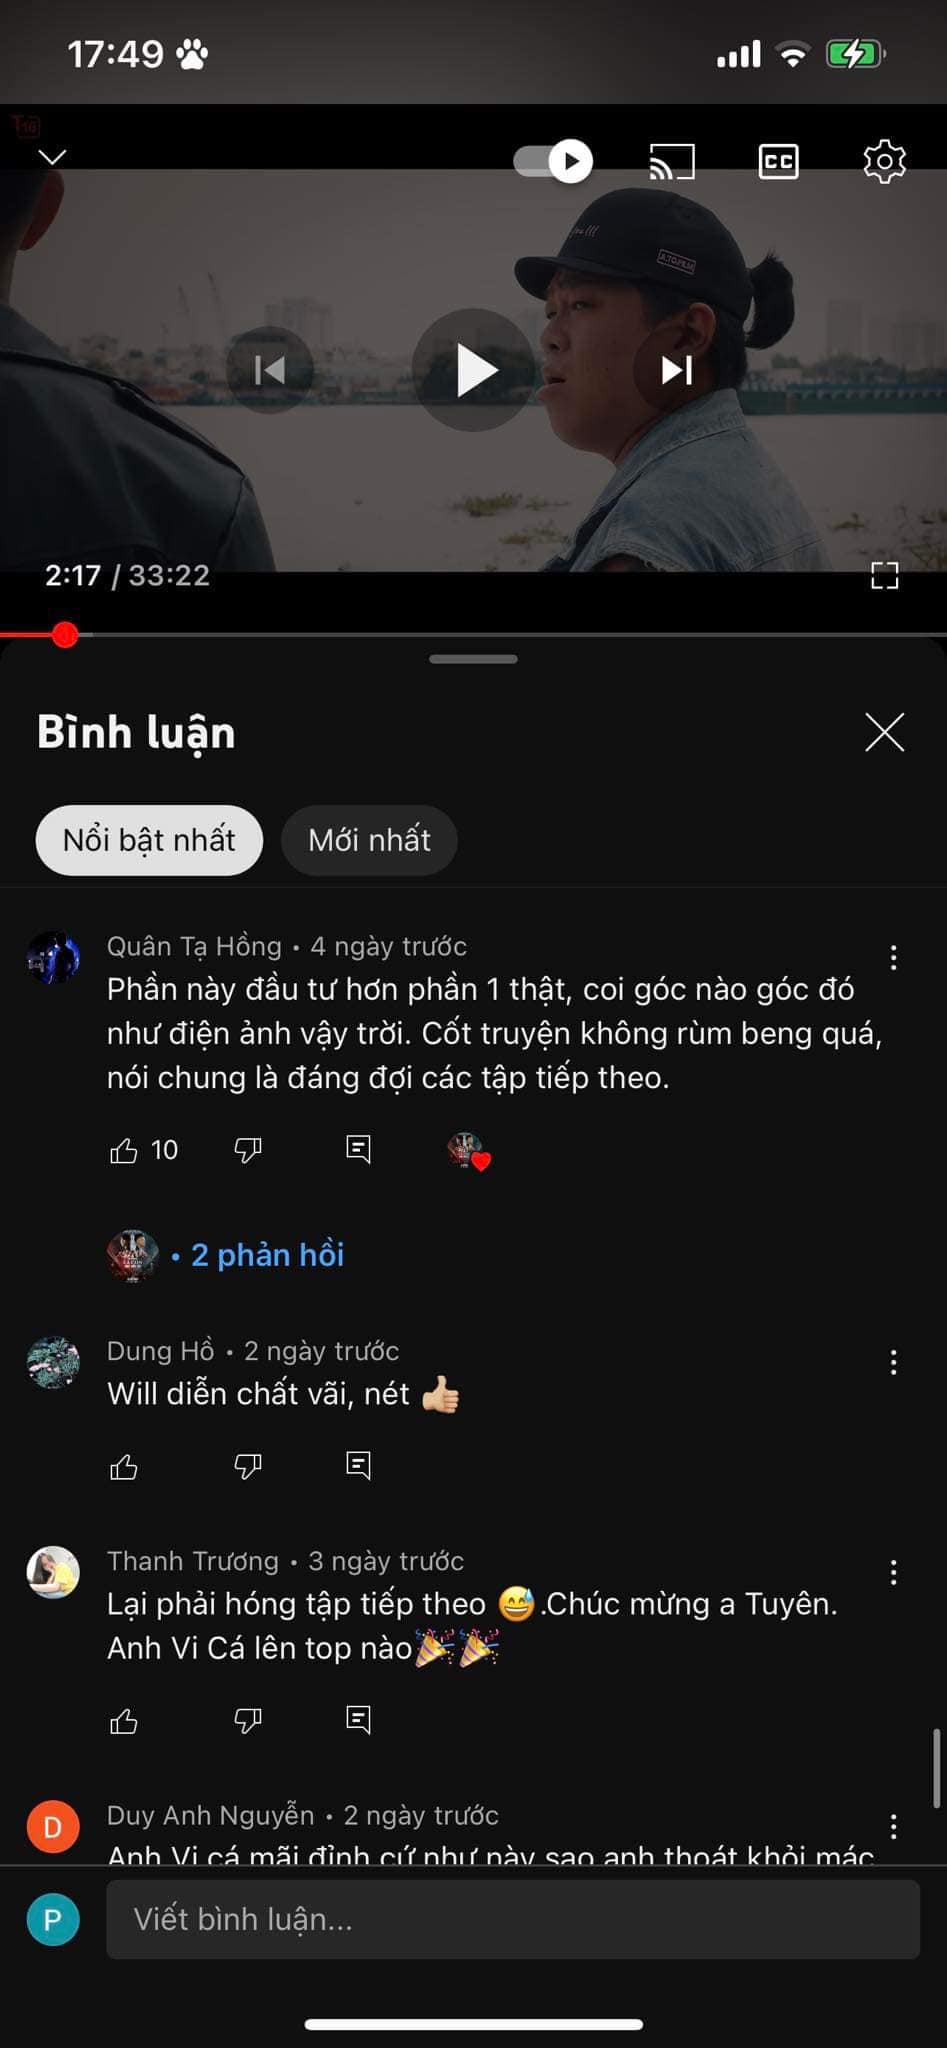 17:49
T16
CC
A.TO.FILM
2:17 / 33:22
Bình luận
Nổi bật nhất
Mới nhất
Quân Tạ Hồng • 4 ngày trước
Phần này đầu tư hơn phần 1 thật, coi góc nào góc đó
như điện ảnh vậy trời. Cốt truyện không rùm beng quá,
nói chung là đáng đợi các tập tiếp theo.
10
• 2 phản hồi
Dung Hồ • 2 ngày trước
Will diễn chất vãi, nét 👍🏼
Thanh Trương • 3 ngày trước
Lại phải hóng tập tiếp theo 😅.Chúc mừng a Tuyên.
Anh Vi Cá lên top nào🎉🎉
D
Duy Anh Nguyễn • 2 ngày trước
Anh Vi cá mãi đỉnh cứ như này sao anh thoát khỏi mác
P
Viết bình luận...